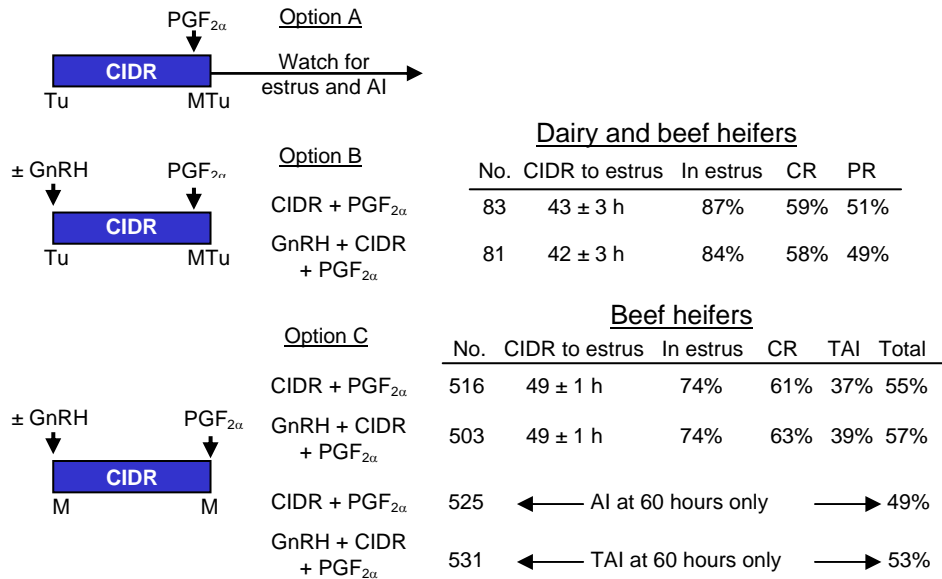 PGF2α
Option A
CIDR
Watch for
estrus and AI
Tu
MTu
Dairy and beef heifers
± GnRH
PGF2α
Option B
No. CIDR to estrus In estrus CR PR
CIDR
CIDR + PGF2α
83 43 ± 3 h 87% 59% 51%
Tu
MTu
GnRH + CIDR
+ PGF2α
81 42 ± 3 h 84% 58% 49%
Beef heifers
Option C
No. CIDR to estrus In estrus CR TAI Total
CIDR + PGF2α
516 49 ± 1 h 74% 61% 37% 55%
± GnRH
PGF2α
GnRH + CIDR
+ PGF2α
503 49 ± 1 h 74% 63% 39% 57%
CIDR
M
M
CIDR + PGF2α
525 AI at 60 hours only 49%
GnRH + CIDR
+ PGF2α
531 TAI at 60 hours only 53%